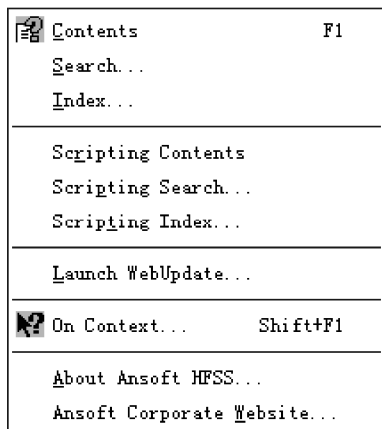 Contents F1
Search...
Index...
Scripting Contents
Scripting Search...
Scripting Index...
Launch WebUpdate...
On Context... Shift+F1
About Ansoft HFSS...
Ansoft Corporate Website...